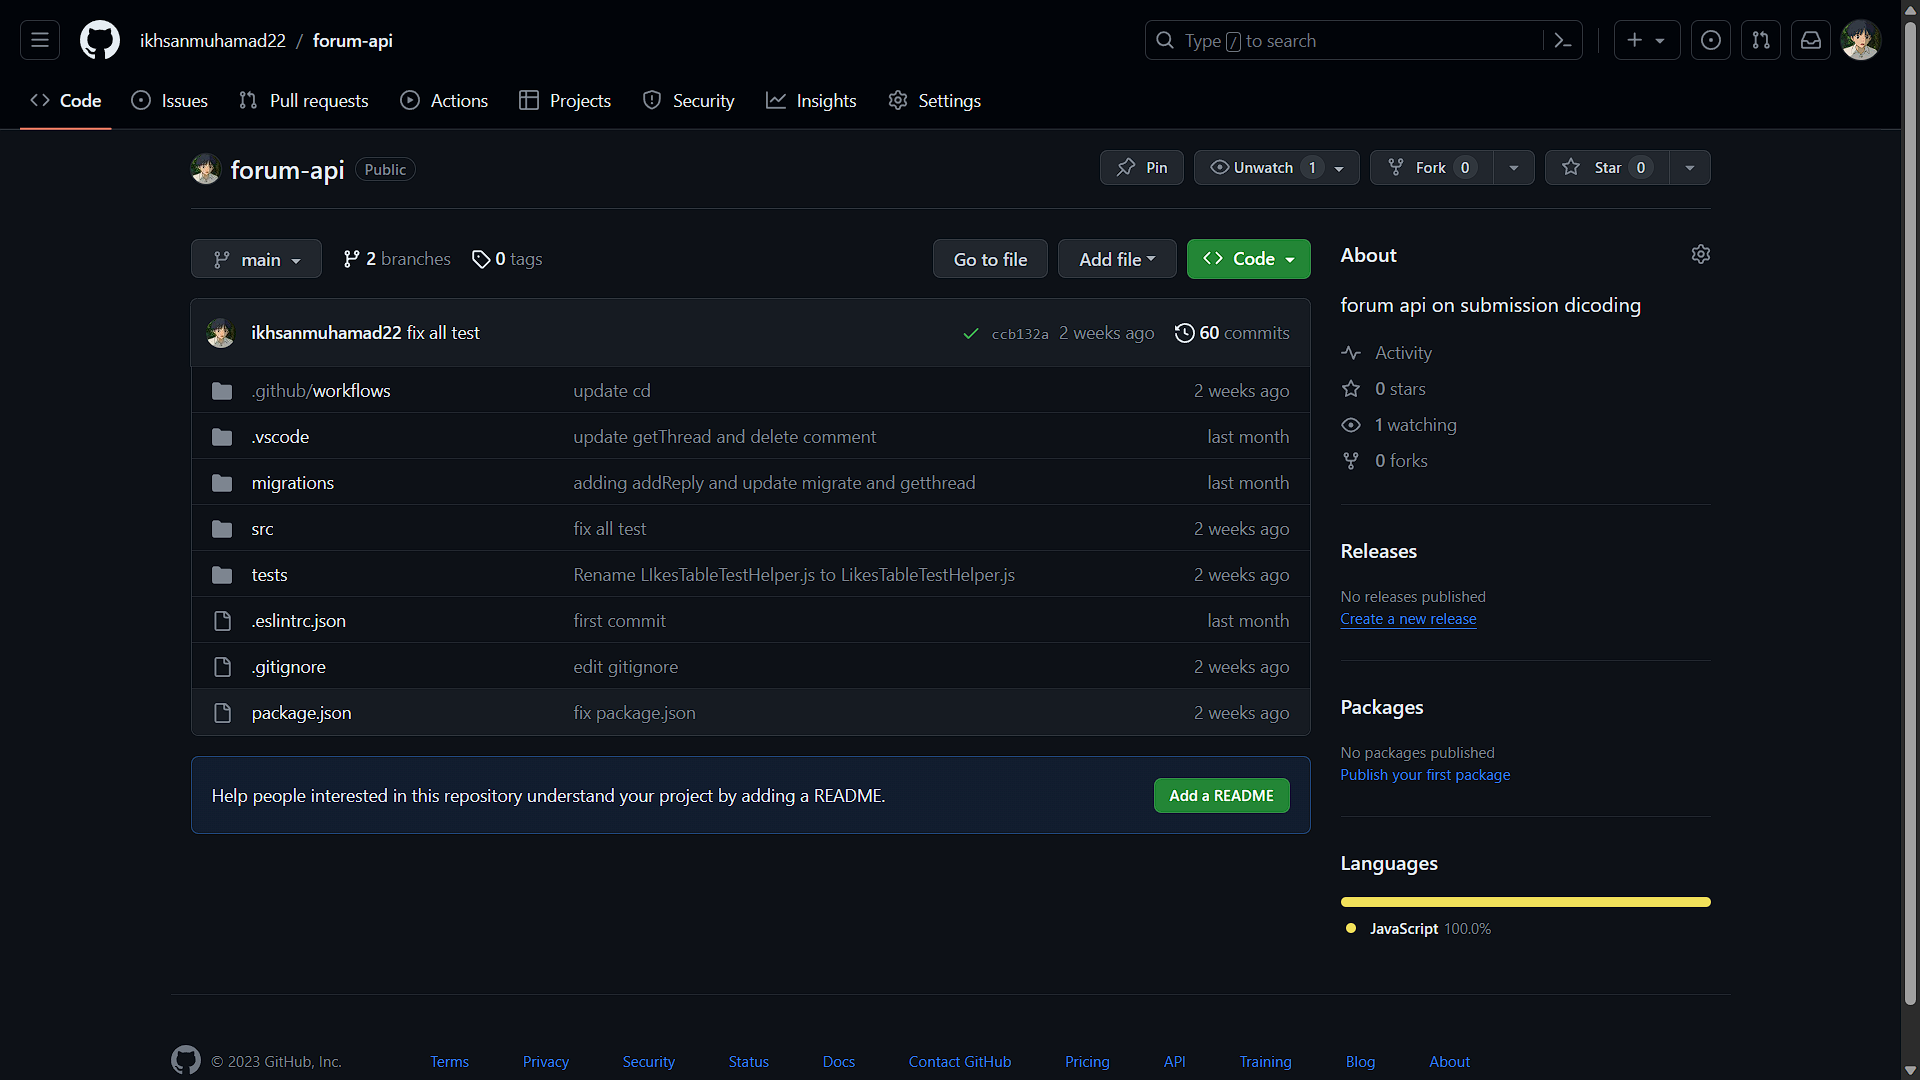 ikhsanmuhamad22 / forum-api
Type / to search
Code Issues Pull requests Actions Projects Security Insights Settings
forum-api Public
Pin Unwatch 1 Fork 0 Star 0
main 2 branches 0 tags Go to file Add file Code
ikhsanmuhamad22 fix all test ccb132a 2 weeks ago 60 commits
.github/workflows update cd 2 weeks ago
.vscode update getThread and delete comment last month
migrations adding addReply and update migrate and getthread last month
src fix all test 2 weeks ago
tests Rename LIkesTableTestHelper.js to LikesTableTestHelper.js 2 weeks ago
.eslintrc.json first commit last month
.gitignore edit gitignore 2 weeks ago
package.json fix package.json 2 weeks ago
Help people interested in this repository understand your project by adding a README. Add a README
About
forum api on submission dicoding
Activity
0 stars
1 watching
0 forks
Releases
No releases published
Create a new release
Packages
No packages published
Publish your first package
Languages
JavaScript 100.0%
© 2023 GitHub, Inc. Terms Privacy Security Status Docs Contact GitHub Pricing API Training Blog About